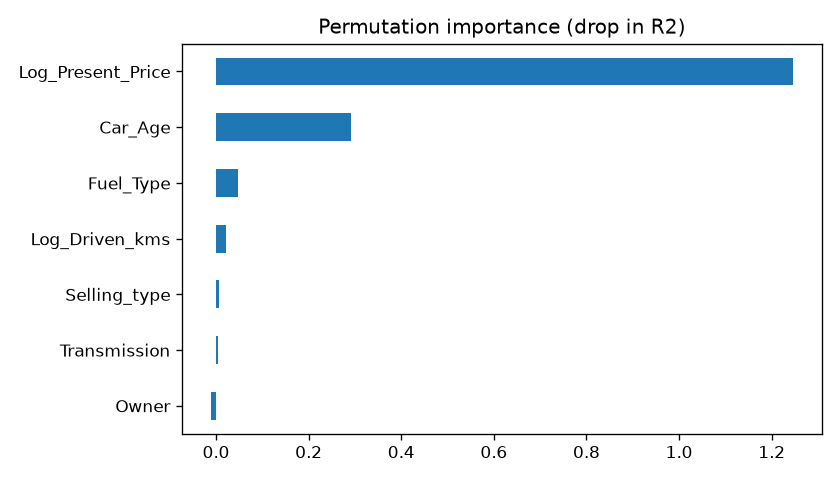 Permutation importance (drop in R2)
Log_Present_Price
Car_Age
Fuel_Type
Log_Driven_kms
Selling_type
Transmission
Owner
0.0 0.2 0.4 0.6 0.8 1.0 1.2